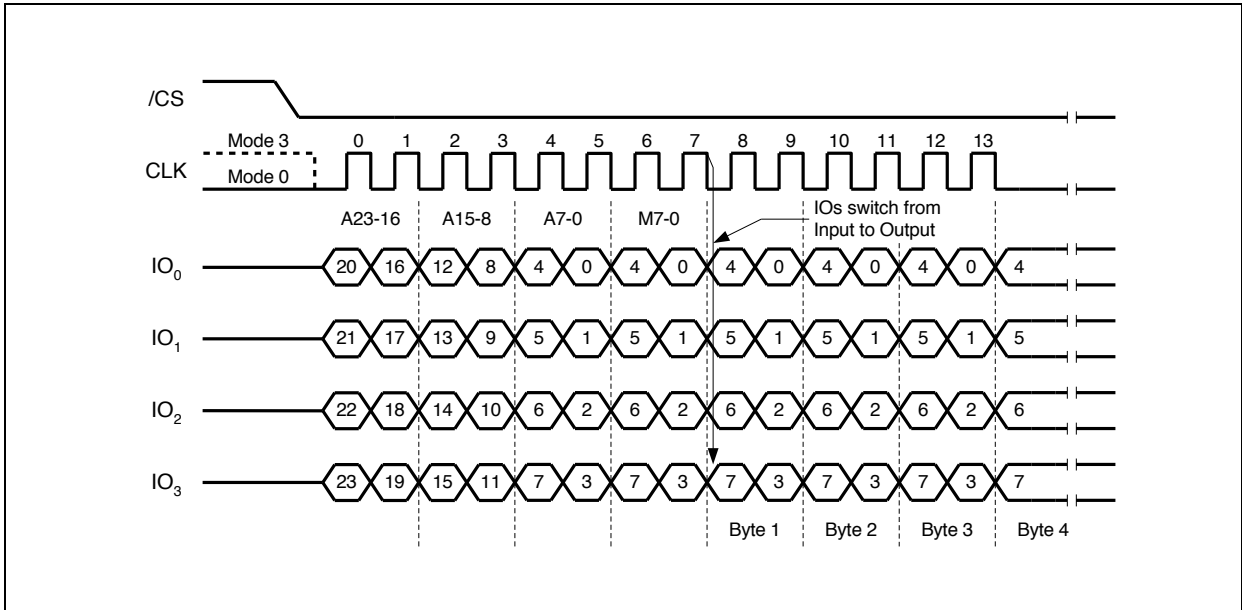 /CS
Mode 3 0 1 2 3 4 5 6 7 8 9 10 11 12 13
CLK
Mode 0
A23-16 A15-8 A7-0 M7-0
IOs switch from
Input to Output
IO0 20 16 12 8 4 0 4 0 4 0 4 0 4 0 4
IO1 21 17 13 9 5 1 5 1 5 1 5 1 5 1 5
IO2 22 18 14 10 6 2 6 2 6 2 6 2 6 2 6
IO3 23 19 15 11 7 3 7 3 7 3 7 3 7 3 7
Byte 1 Byte 2 Byte 3 Byte 4